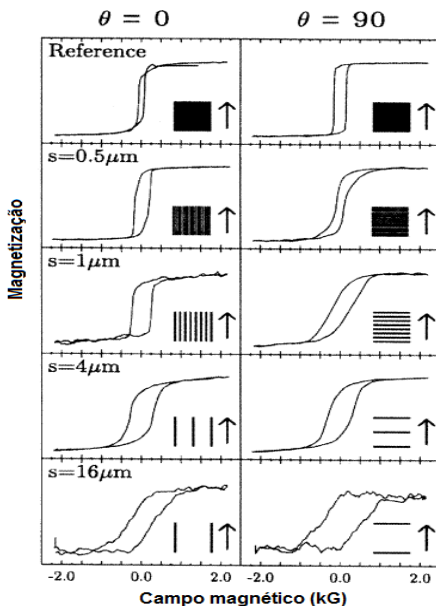 θ = 0 θ = 90
Reference
s=0.5μm
s=1μm
s=4μm
s=16μm
Magnetização
-2.0 0.0 2.0 -2.0 0.0 2.0
Campo magnético (kG)